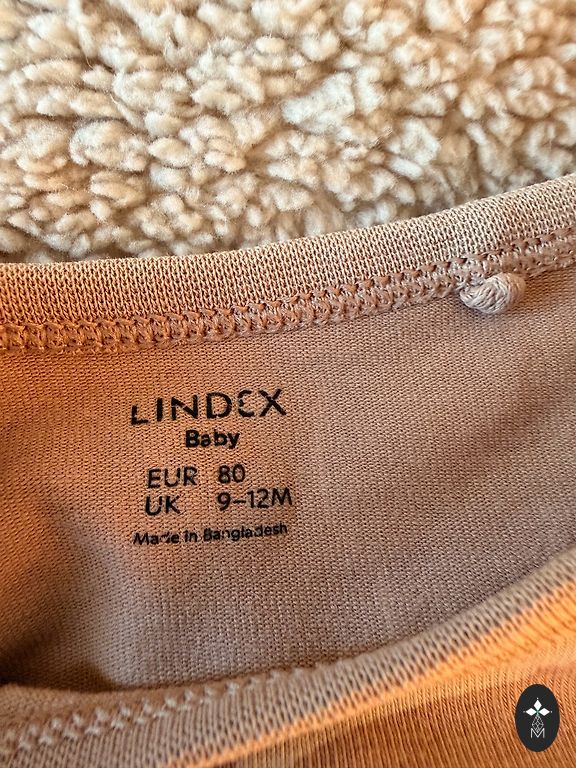 LINDEX
Baby
EUR 80
UK 9-12M
Made in Bangladesh
M